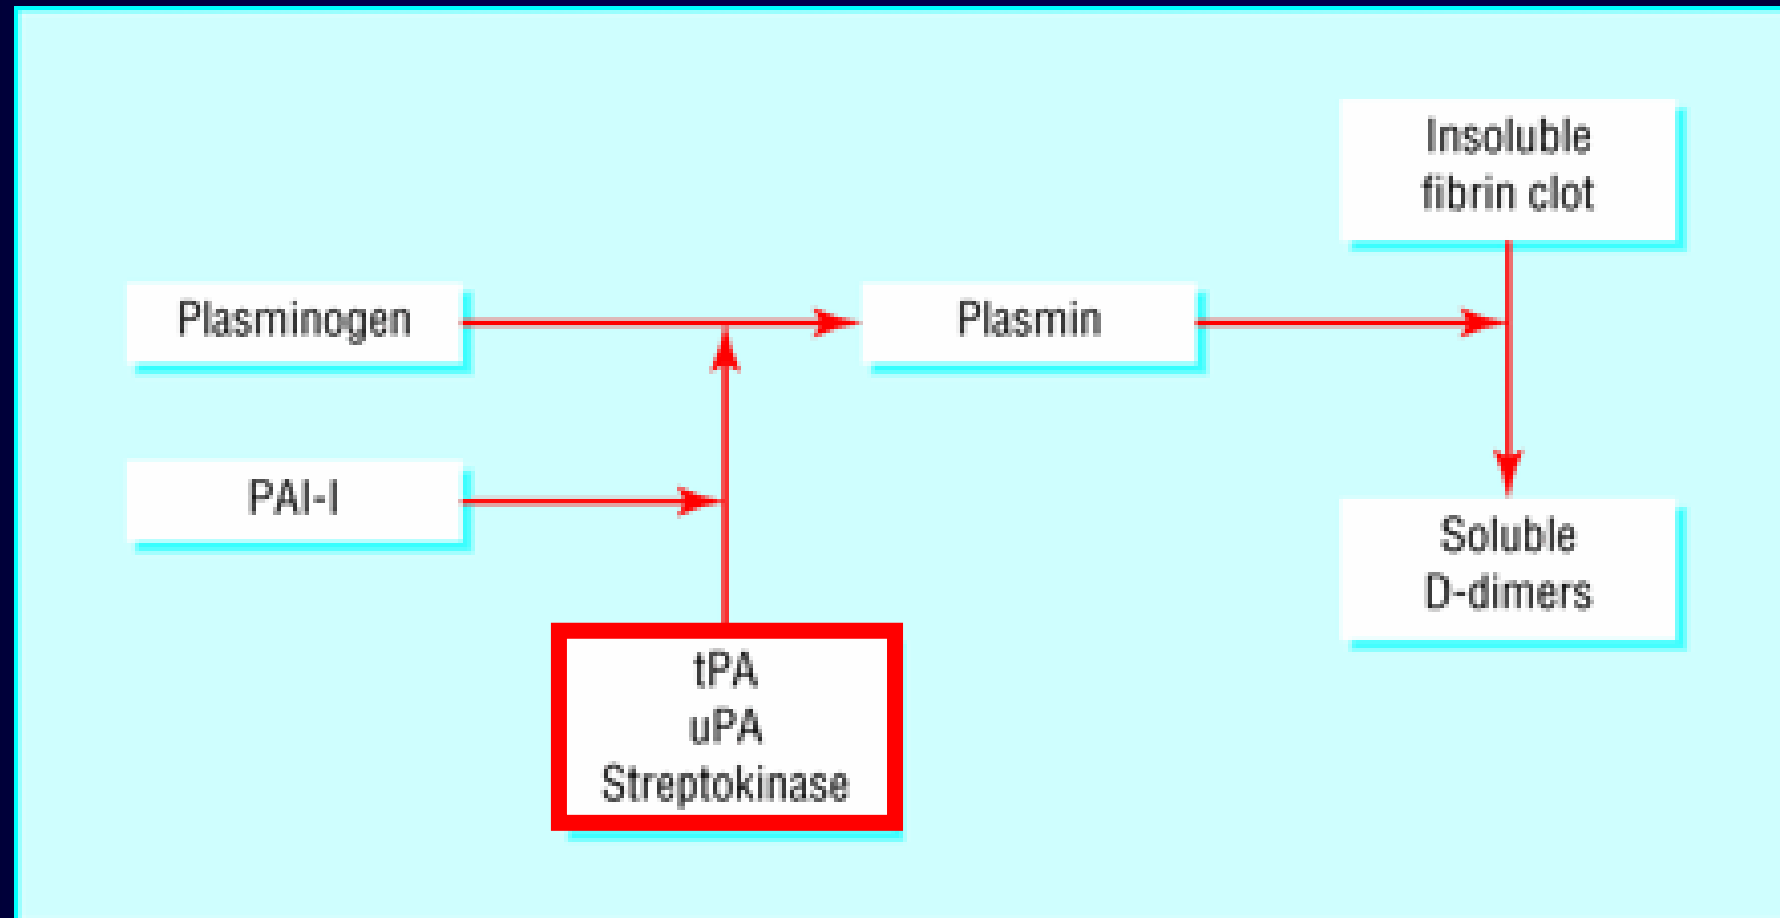 Insoluble
fibrin clot
Plasminogen
Plasmin
PAI-I
Soluble
D-dimers
tPA
uPA
Streptokinase